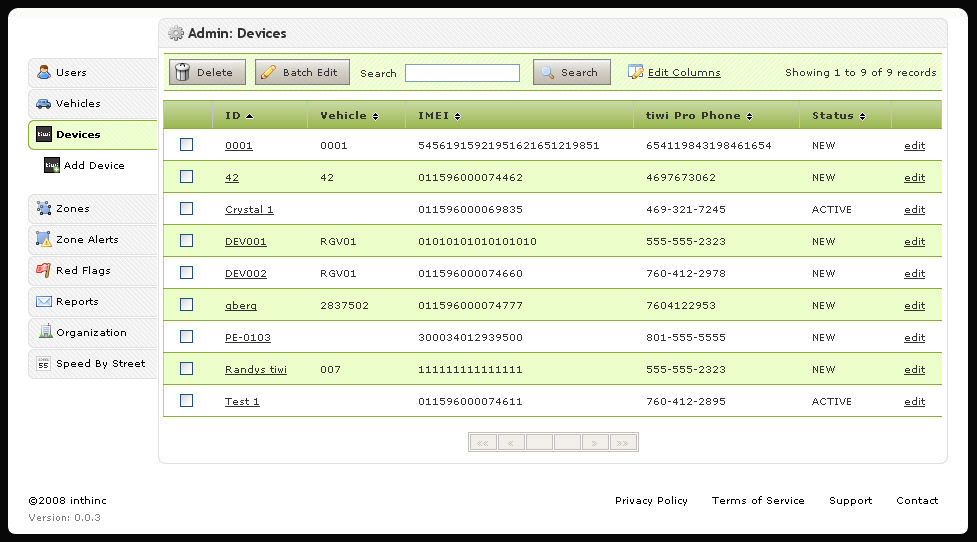 Admin: Devices
Users
Vehicles
tiwi Devices
Add Device
Zones
Zone Alerts
Red Flags
Reports
Organization
55 Speed By Street
Delete Batch Edit Search Search Edit Columns Showing 1 to 9 of 9 records
ID Vehicle IMEI tiwi Pro Phone Status
0001 0001 54561915921951621651219851 654119843198461654 NEW edit
42 42 011596000074462 4697673062 NEW edit
Crystal 1 011596000069835 469-321-7245 ACTIVE edit
DEV001 RGV01 01010101010101010 555-555-2323 NEW edit
DEV002 RGV01 011596000074660 760-412-2978 NEW edit
gberg 2837502 011596000074777 7604122953 NEW edit
PE-0103 300034012939500 801-555-5555 NEW edit
Randys tiwi 007 111111111111111 555-555-2323 NEW edit
Test 1 011596000074611 760-412-2895 ACTIVE edit
«« « » »»
©2008 inthinc Privacy Policy Terms of Service Support Contact
Version: 0.0.3